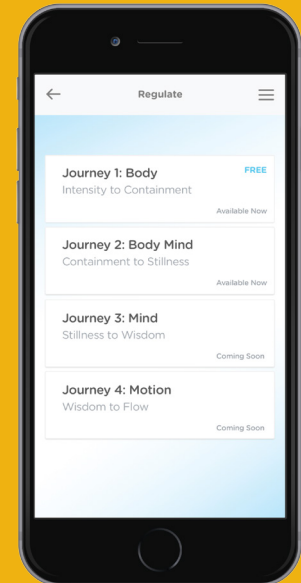 Regulate
Journey 1: Body
FREE
Intensity to Containment
Available Now
Journey 2: Body Mind
Containment to Stillness
Available Now
Journey 3: Mind
Stillness to Wisdom
Coming Soon
Journey 4: Motion
Wisdom to Flow
Coming Soon